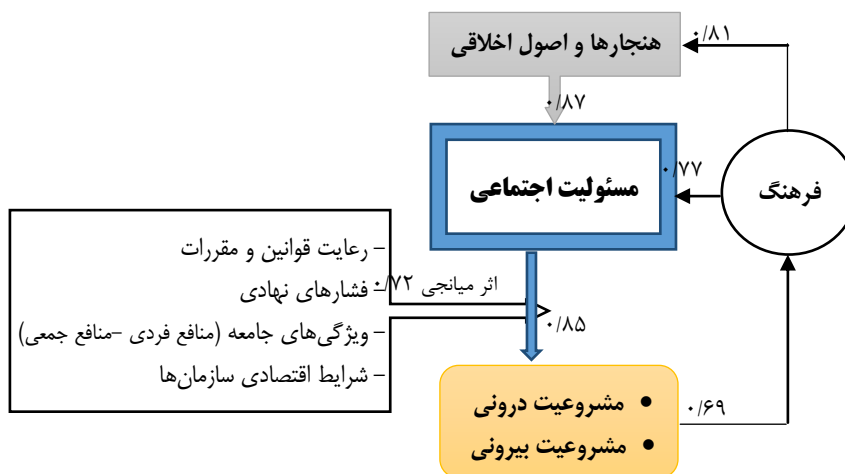 هنجارها و اصول اخلاقی
۰/۸۱
۰/۸۷
مسئولیت اجتماعی
۰/۷۷
فرهنگ
– رعایت قوانین و مقررات
– فشارهای نهادی
– ویژگی‌های جامعه (منافع فردی –منافع جمعی)
– شرایط اقتصادی سازمان‌ها
اثر میانجی ۰/۷۲
۰/۸۵
• مشروعیت درونی
• مشروعیت بیرونی
۰/۶۹